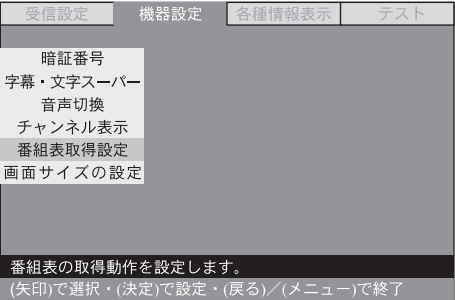 受信設定 機器設定 各種情報表示 テスト
暗証番号
字幕・文字スーパー
音声切換
チャンネル表示
番組表取得設定
画面サイズの設定
番組表の取得動作を設定します。
(矢印)で選択・(決定)で設定・(戻る)／(メニュー)で終了